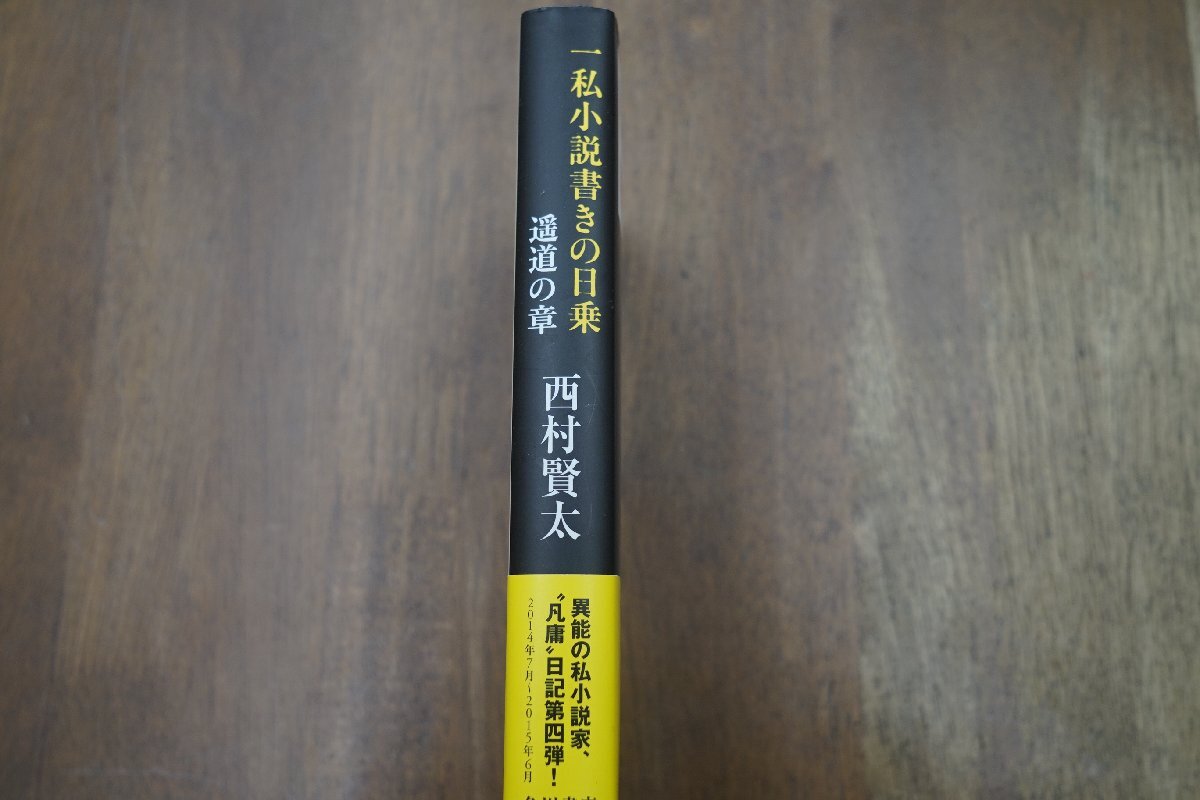 一私小説書きの日乗
遥道の章
西村賢太
異能の私小説家、
〝凡庸〟日記第四弾！
2014年7月〜2015年6月